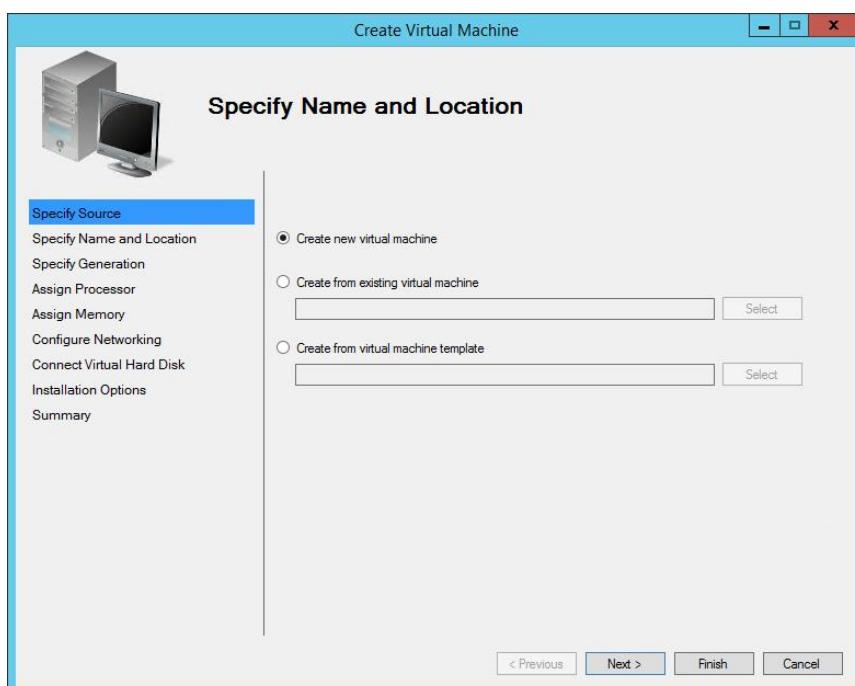 Create Virtual Machine
Specify Name and Location
Specify Source
Specify Name and Location
Specify Generation
Assign Processor
Assign Memory
Configure Networking
Connect Virtual Hard Disk
Installation Options
Summary
Create new virtual machine
Create from existing virtual machine
Select
Create from virtual machine template
Select
< Previous
Next >
Finish
Cancel